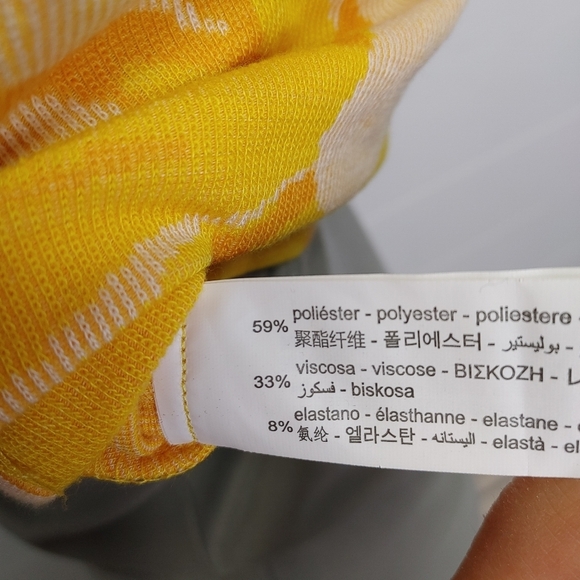 59% poliéster - polyester - poliestere -
聚酯纤维 - 폴리에스터 - بوليستير -
33% viscosa - viscose - ΒΙΣΚΟΖΗ -
فسكوز - biskosa
8% elastano - élasthanne - elastane -
氨纶 - 엘라스탄 - اليستانه - elastà - el